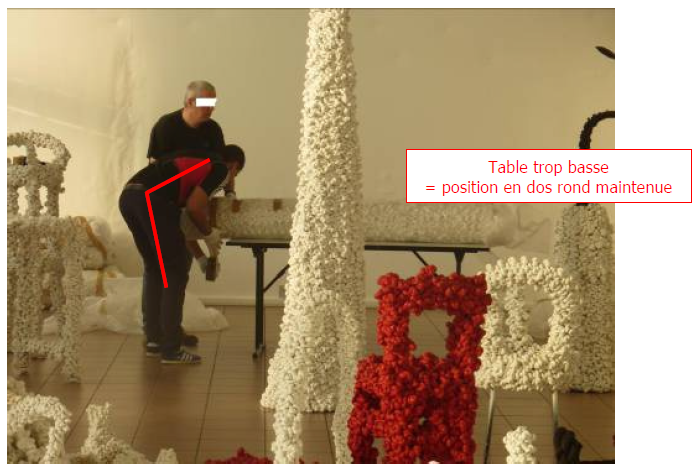 Table trop basse
= position en dos rond maintenue